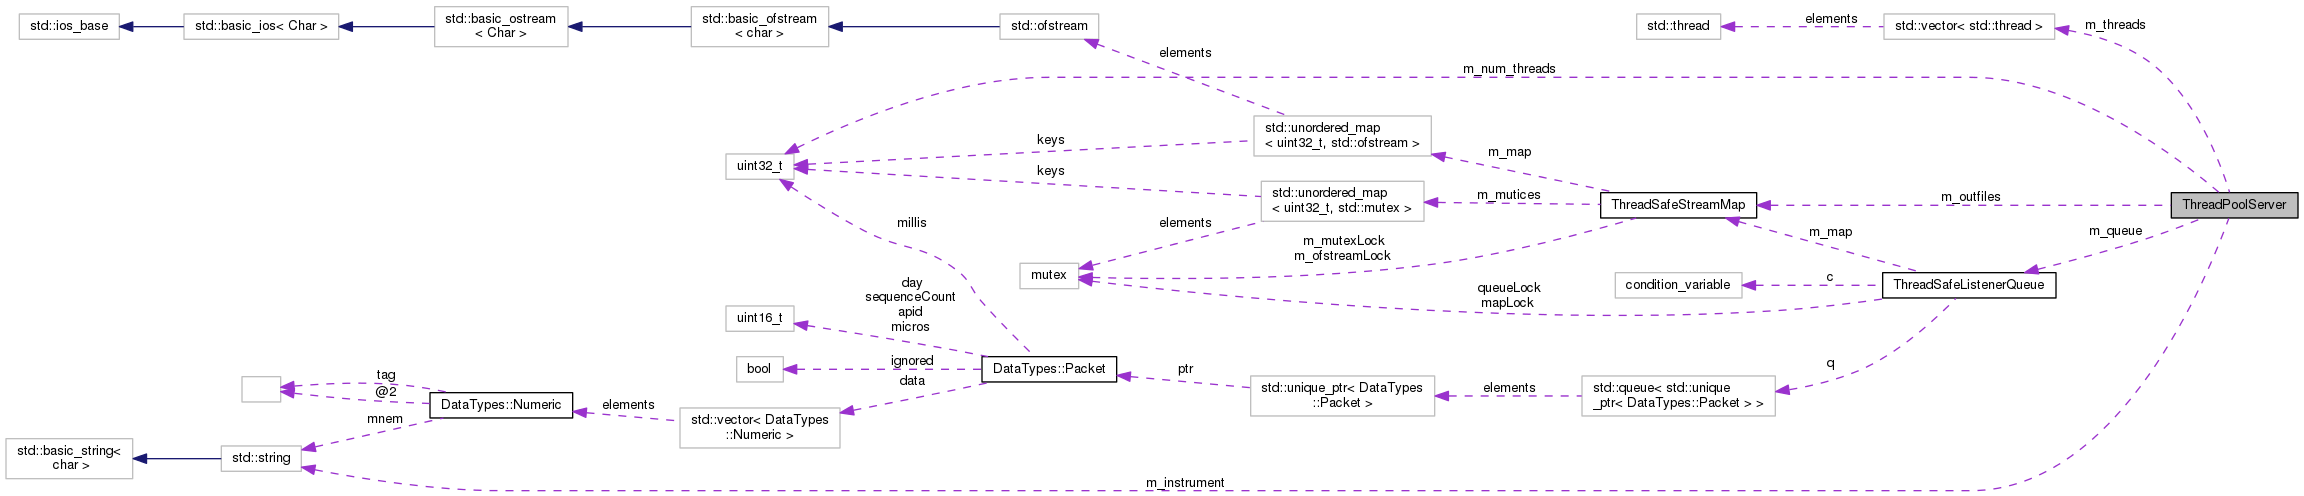 std::ios_base
std::basic_ios< Char >
std::basic_ostream
< Char >
std::basic_ofstream
< char >
std::ofstream
std::thread
elements
std::vector< std::thread >
m_threads
elements
m_num_threads
std::unordered_map
< uint32_t, std::ofstream >
keys
uint32_t
m_map
keys
std::unordered_map
< uint32_t, std::mutex >
m_mutices
ThreadSafeStreamMap
m_outfiles
ThreadPoolServer
millis
elements
m_mutexLock
m_ofstreamLock
m_map
m_queue
mutex
condition_variable
c
ThreadSafeListenerQueue
queueLock
mapLock
day
sequenceCount
apid
micros
uint16_t
bool
ignored
DataTypes::Packet
ptr
data
q
tag
@2
DataTypes::Numeric
elements
std::vector< DataTypes
::Numeric >
std::unique_ptr< DataTypes
::Packet >
elements
std::queue< std::unique
_ptr< DataTypes::Packet > >
mnem
std::basic_string<
char >
std::string
m_instrument